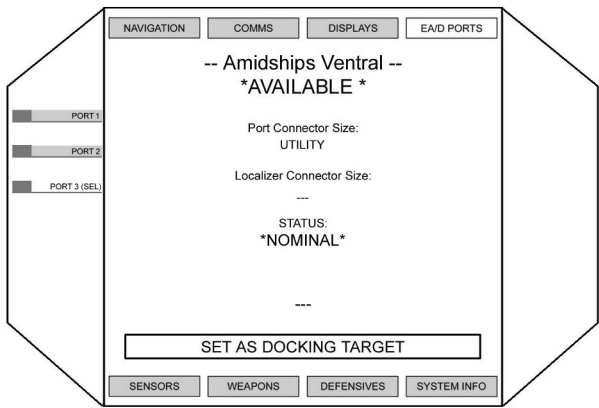 NAVIGATION COMMS DISPLAYS EA/D PORTS
-- Amidships Ventral --
*AVAILABLE *
PORT 1
PORT 2
PORT 3 (SEL)
Port Connector Size:
UTILITY
Localizer Connector Size:
---
STATUS:
*NOMINAL*
---
SET AS DOCKING TARGET
SENSORS WEAPONS DEFENSIVES SYSTEM INFO